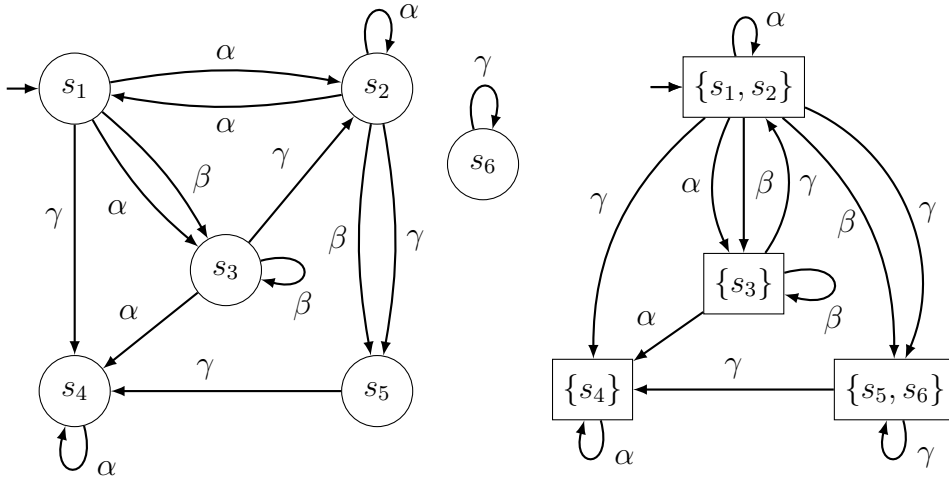 α
α
s₁
s₂
α
γ
s₆
γ
α
β
γ
s₃
β
α
β
γ
s₄
γ
s₅
α
α
{s₁, s₂}
γ
α
β
γ
β
γ
{s₃}
β
α
{s₄}
γ
{s₅, s₆}
α
γ